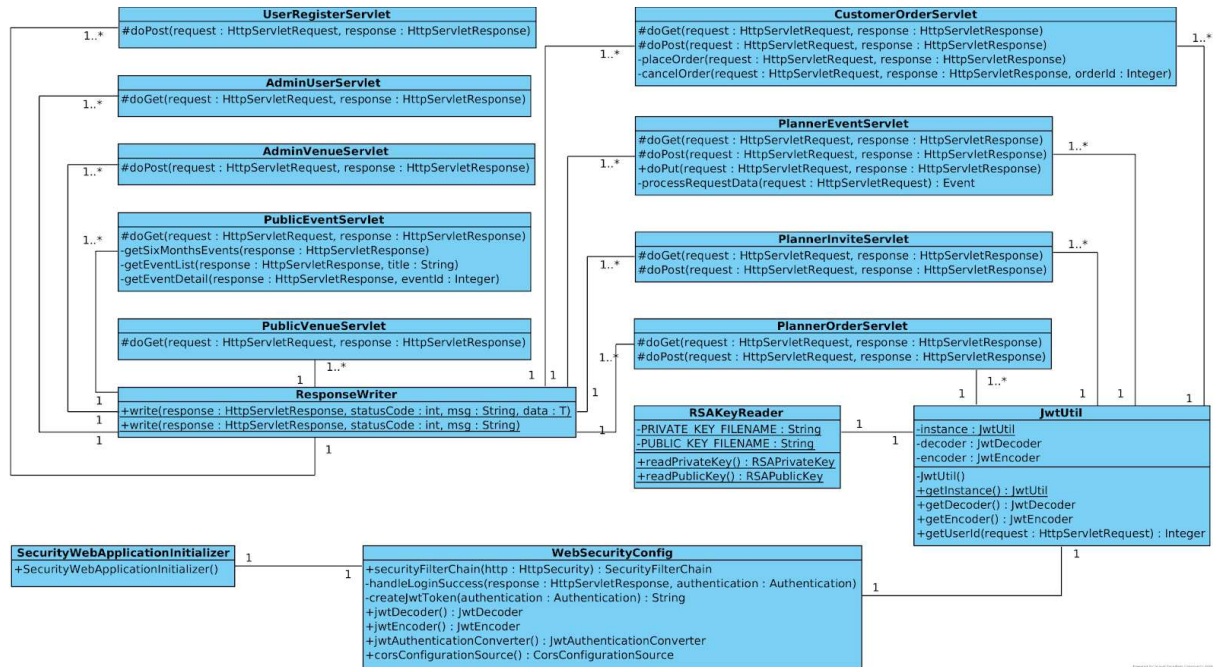 UserRegisterServlet
#doPost(request : HttpServletRequest, response : HttpServletResponse)
1..*
AdminUserServlet
#doGet(request : HttpServletRequest, response : HttpServletResponse)
1..*
AdminVenueServlet
#doPost(request : HttpServletRequest, response : HttpServletResponse)
1..*
PublicEventServlet
#doGet(request : HttpServletRequest, response : HttpServletResponse)
-getSixMonthsEvents(response : HttpServletResponse)
-getEventList(response : HttpServletResponse, title : String)
-getEventDetail(response : HttpServletResponse, eventId : Integer)
1..*
PublicVenueServlet
#doGet(request : HttpServletRequest, response : HttpServletResponse)
1..*
1
1
1
1
1
1
ResponseWriter
+write(response : HttpServletResponse, statusCode : int, msg : String, data : T)
+write(response : HttpServletResponse, statusCode : int, msg : String)
1
1
1
1
CustomerOrderServlet
#doGet(request : HttpServletRequest, response : HttpServletResponse)
#doPost(request : HttpServletRequest, response : HttpServletResponse)
-placeOrder(request : HttpServletRequest, response : HttpServletResponse)
-cancelOrder(request : HttpServletRequest, response : HttpServletResponse, orderId : Integer)
1..*
1..*
PlannerEventServlet
#doGet(request : HttpServletRequest, response : HttpServletResponse)
#doPost(request : HttpServletRequest, response : HttpServletResponse)
+doPut(request : HttpServletRequest, response : HttpServletResponse)
-processRequestData(request : HttpServletRequest) : Event
1..*
1..*
PlannerInviteServlet
#doGet(request : HttpServletRequest, response : HttpServletResponse)
#doPost(request : HttpServletRequest, response : HttpServletResponse)
1..*
1..*
PlannerOrderServlet
#doGet(request : HttpServletRequest, response : HttpServletResponse)
#doPost(request : HttpServletRequest, response : HttpServletResponse)
1..*
1..*
1
1
1
1
RSAKeyReader
-PRIVATE_KEY_FILENAME : String
-PUBLIC_KEY_FILENAME : String
+readPrivateKey() : RSAPrivateKey
+readPublicKey() : RSAPublicKey
1
1
JwtUtil
-instance : JwtUtil
-decoder : JwtDecoder
-encoder : JwtEncoder
-JwtUtil()
+getInstance() : JwtUtil
+getDecoder() : JwtDecoder
+getEncoder() : JwtEncoder
+getUserId(request : HttpServletRequest) : Integer
1
1
SecurityWebApplicationInitializer
+SecurityWebApplicationInitializer()
1
1
WebSecurityConfig
+securityFilterChain(http : HttpSecurity) : SecurityFilterChain
-handleLoginSuccess(response : HttpServletResponse, authentication : Authentication)
-createJwtToken(authentication : Authentication) : String
+jwtDecoder() : JwtDecoder
+jwtEncoder() : JwtEncoder
+jwtAuthenticationConverter() : JwtAuthenticationConverter
+corsConfigurationSource() : CorsConfigurationSource